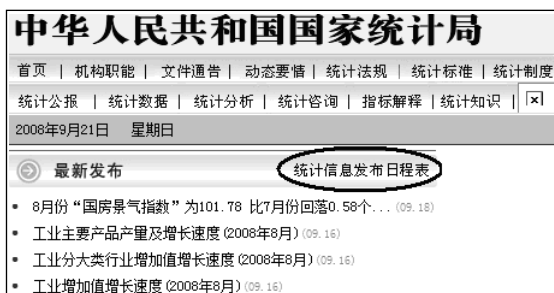 中华人民共和国国家统计局
首页 | 机构职能 | 文件通告 | 动态要情 | 统计法规 | 统计标准 | 统计制度
统计公报 | 统计数据 | 统计分析 | 统计咨询 | 指标解释 | 统计知识 |
2008年9月21日 星期日
最新发布 统计信息发布日程表
• 8月份“国房景气指数”为101.78 比7月份回落0.58个... (09.18)
• 工业主要产品产量及增长速度(2008年8月) (09.16)
• 工业分大类行业增加值增长速度(2008年8月) (09.16)
• 工业增加值增长速度(2008年8月) (09.16)